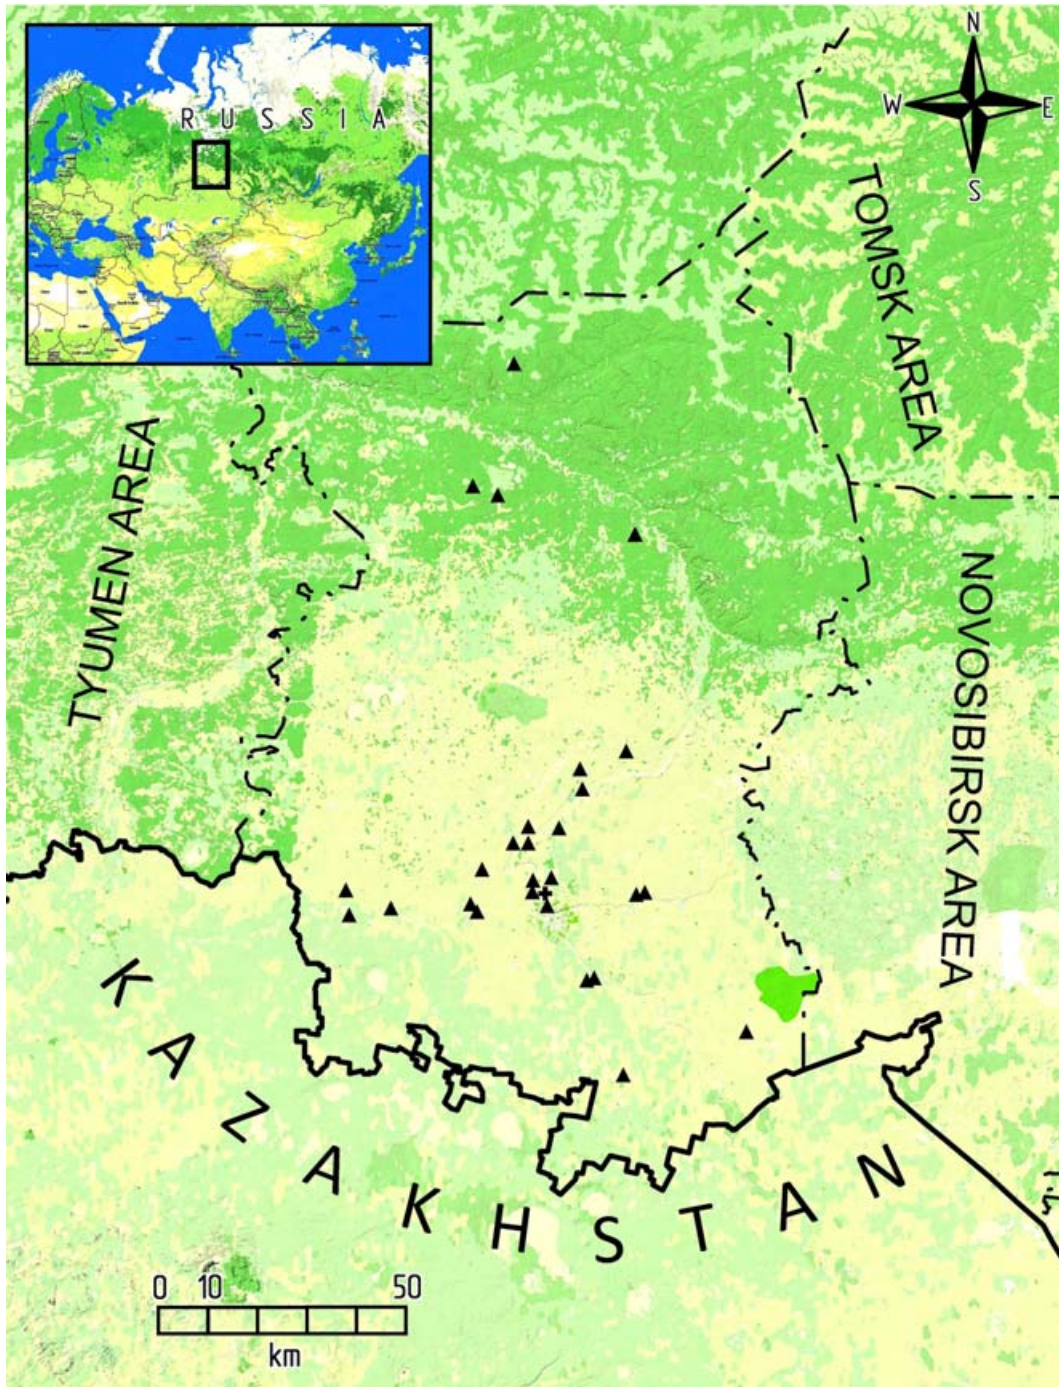 RUSSIA
N
W
E
S
TOMSK AREA
TYUMEN AREA
NOVOSIBIRSK AREA
KAZAKHSTAN
0 10 50
km